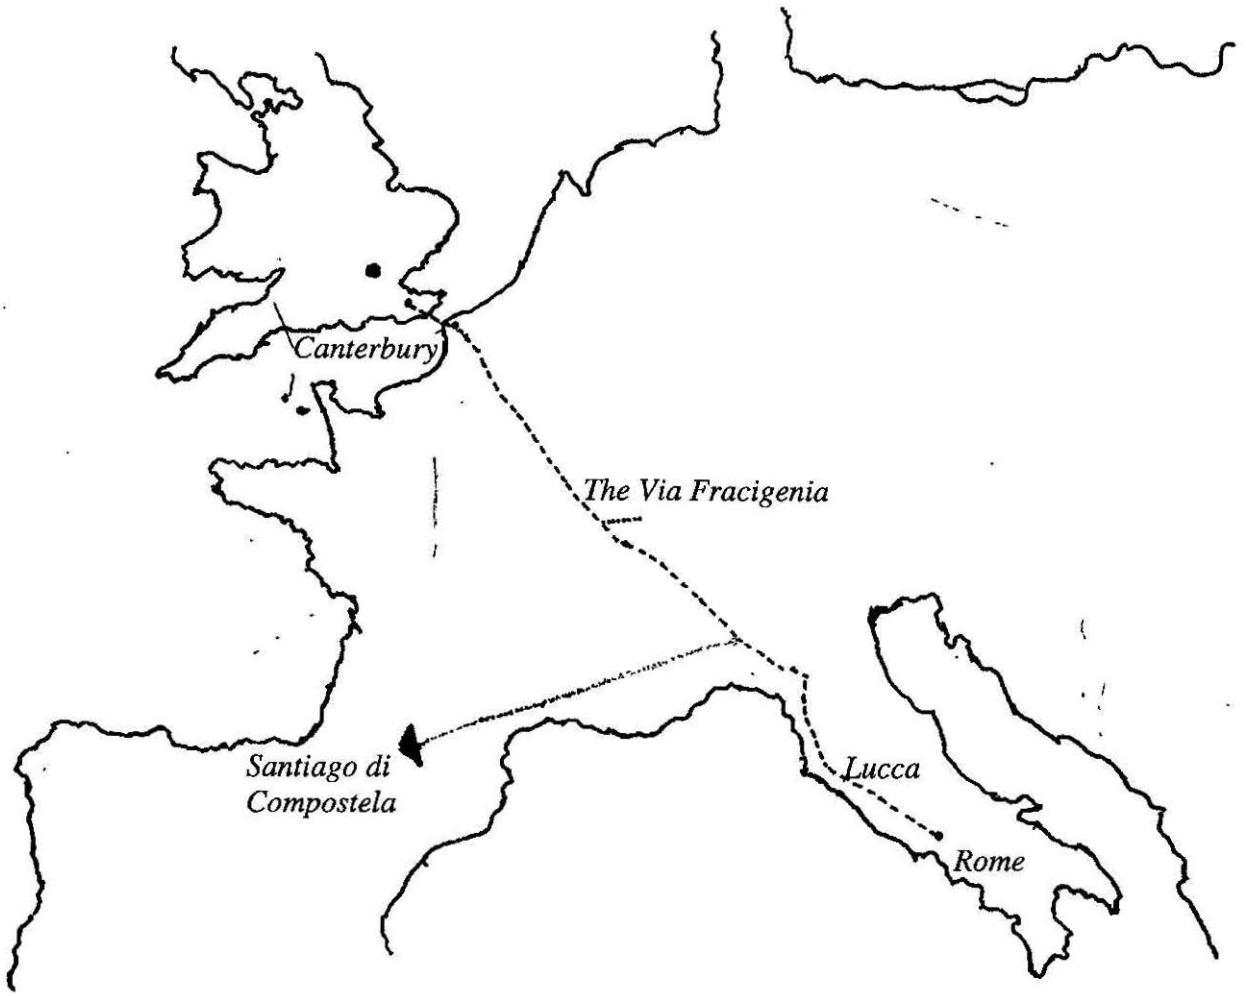 Canterbury
The Via Fracigenia
Santiago di
Compostela
Lucca
Rome